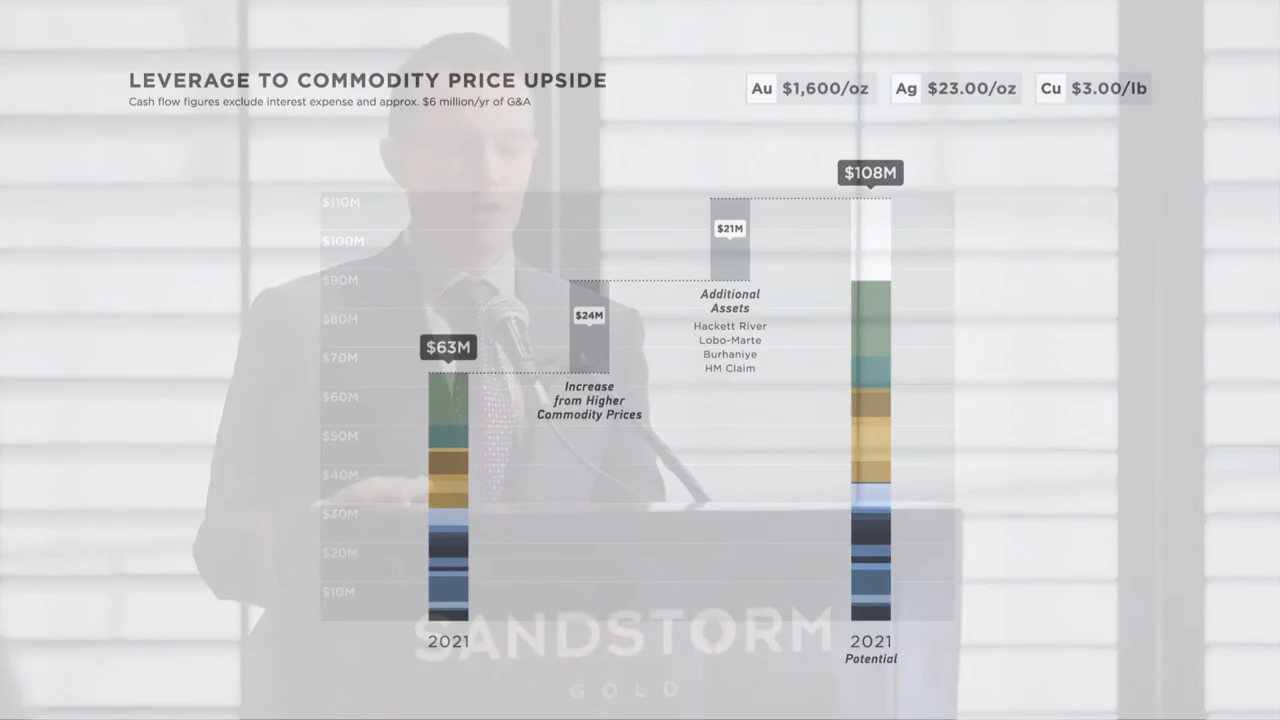 LEVERAGE TO COMMODITY PRICE UPSIDE
Cash flow figures exclude interest expense and approx. $6 million/yr of G&A
Au $1,600/oz Ag $23.00/oz Cu $3.00/lb
$108M
$110M
$21M
$100M
$90M
Additional
Assets
$24M
$80M
Hackett River
Lobo-Marte
Burhaniye
HM Claim
$63M
$70M
Increase
from Higher
Commodity Prices
$60M
$50M
$40M
$30M
$20M
$10M
2021
2021
Potential
SANDSTORM
GOLD